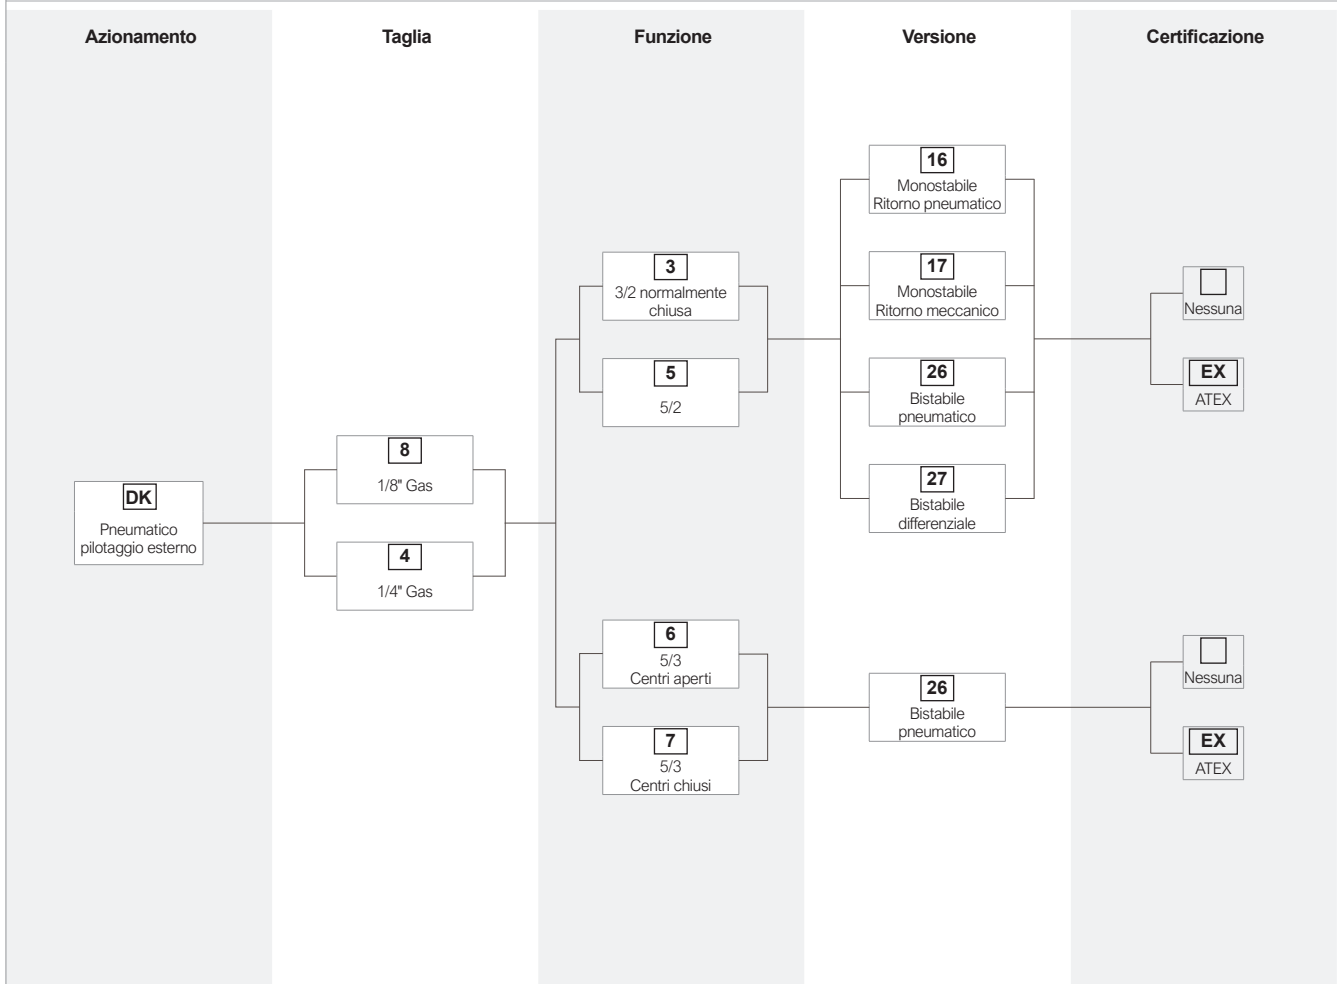 Azionamento
Taglia
Funzione
Versione
Certificazione
DK
Pneumatico
pilotaggio esterno
8
1/8" Gas
4
1/4" Gas
3
3/2 normalmente
chiusa
5
5/2
6
5/3
Centri aperti
7
5/3
Centri chiusi
16
Monostabile
Ritorno pneumatico
17
Monostabile
Ritorno meccanico
26
Bistabile
pneumatico
27
Bistabile
differenziale
26
Bistabile
pneumatico
Nessuna
EX
ATEX
Nessuna
EX
ATEX